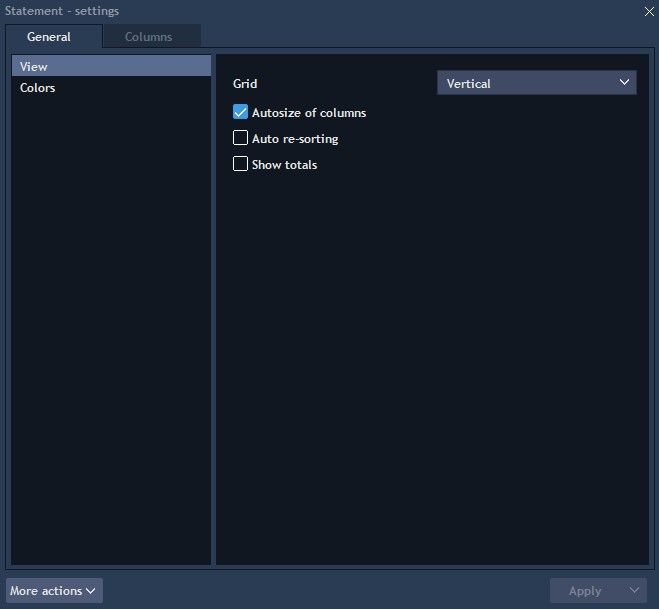 Statement - settings
General
Columns
View
Colors
Grid
Vertical
Autosize of columns
Auto re-sorting
Show totals
More actions
Apply